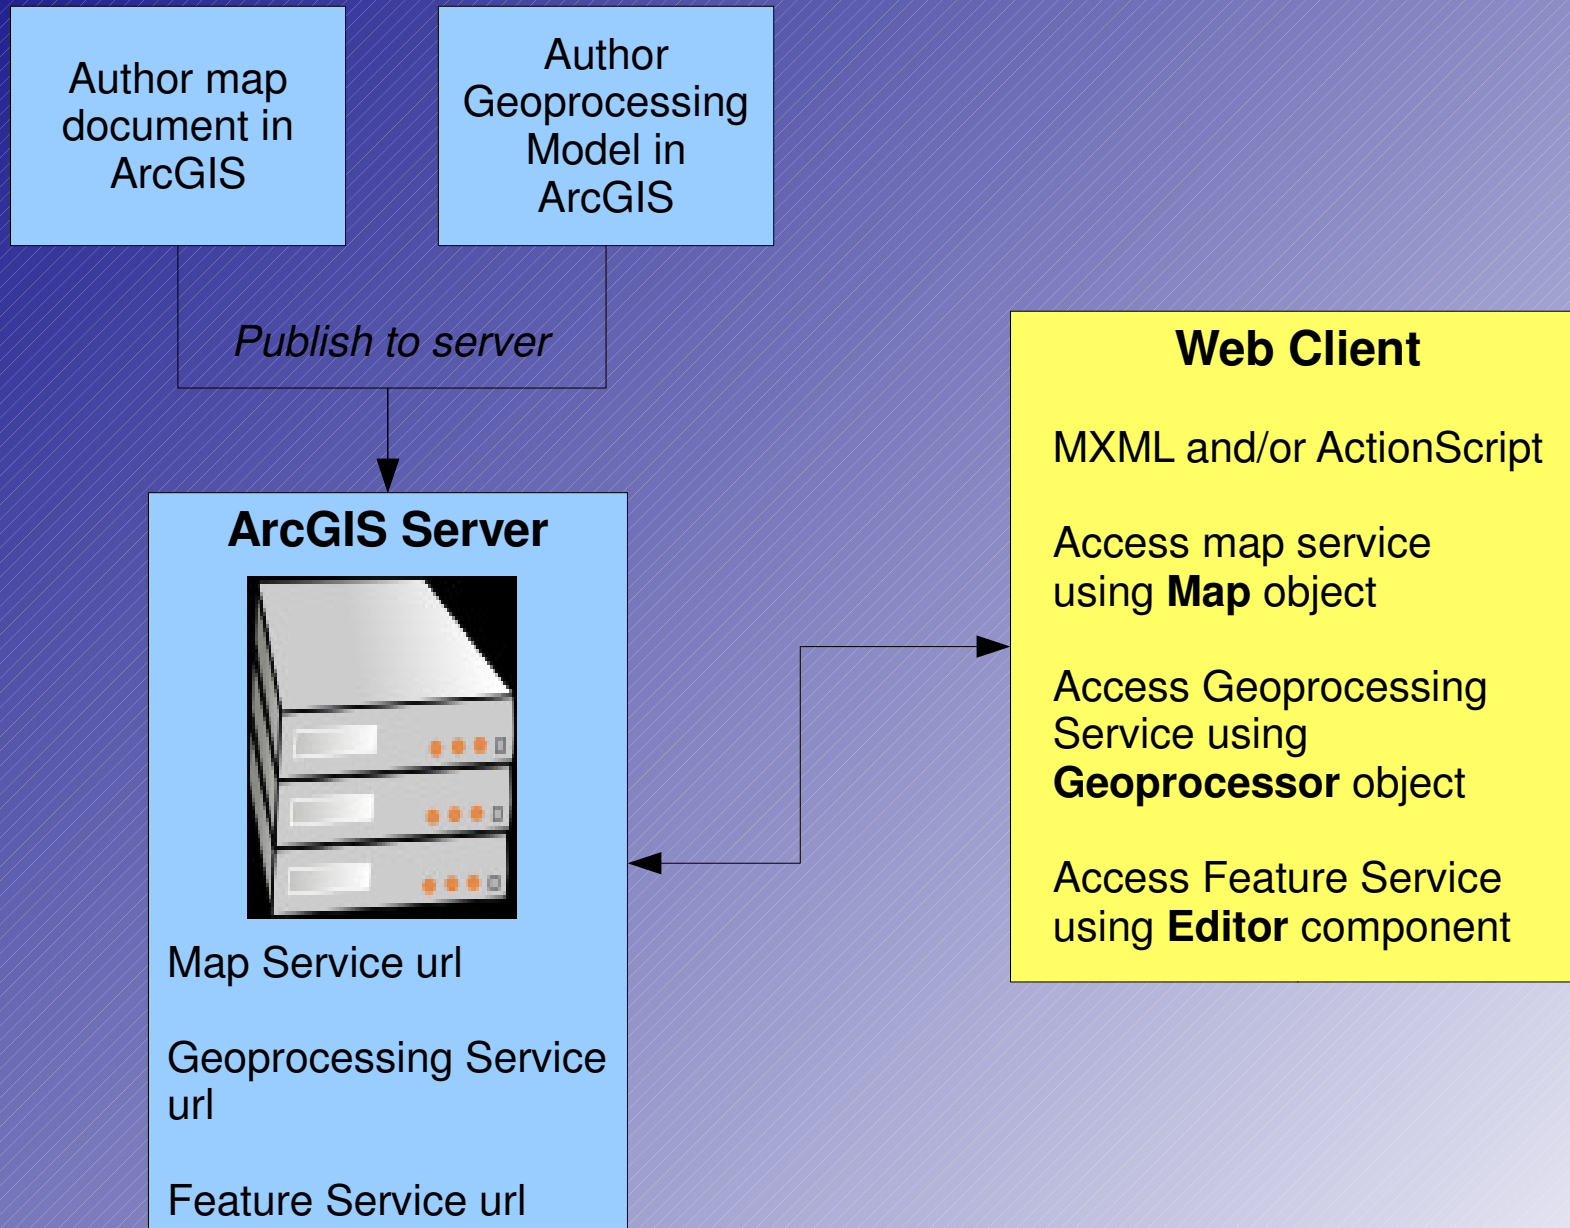 Author map
document in
ArcGIS
Author
Geoprocessing
Model in
ArcGIS
Publish to server
ArcGIS Server
Map Service url
Geoprocessing Service
url
Feature Service url
Web Client
MXML and/or ActionScript
Access map service
using Map object
Access Geoprocessing
Service using
Geoprocessor object
Access Feature Service
using Editor component